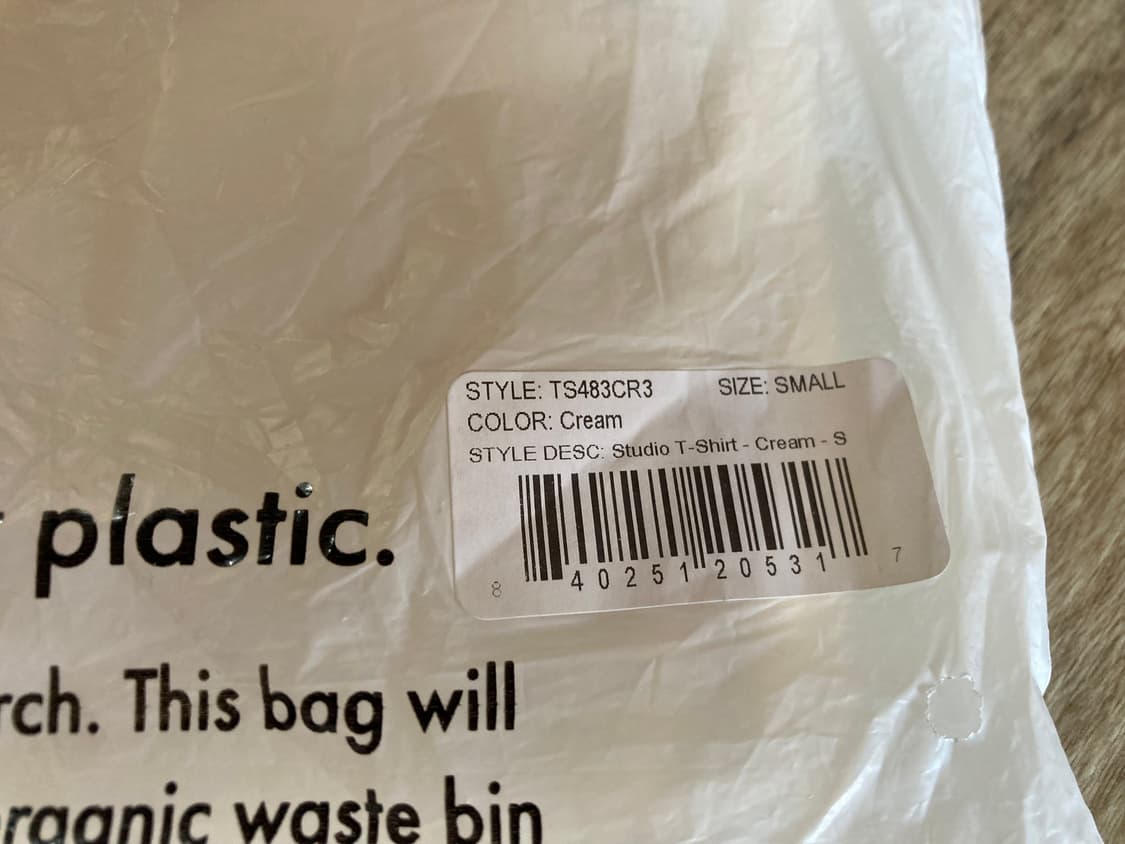 STYLE: TS483CR3 SIZE: SMALL
COLOR: Cream
STYLE DESC: Studio T-Shirt - Cream - S
8 40251 20531 7
plastic.
rch. This bag will
organic waste bin